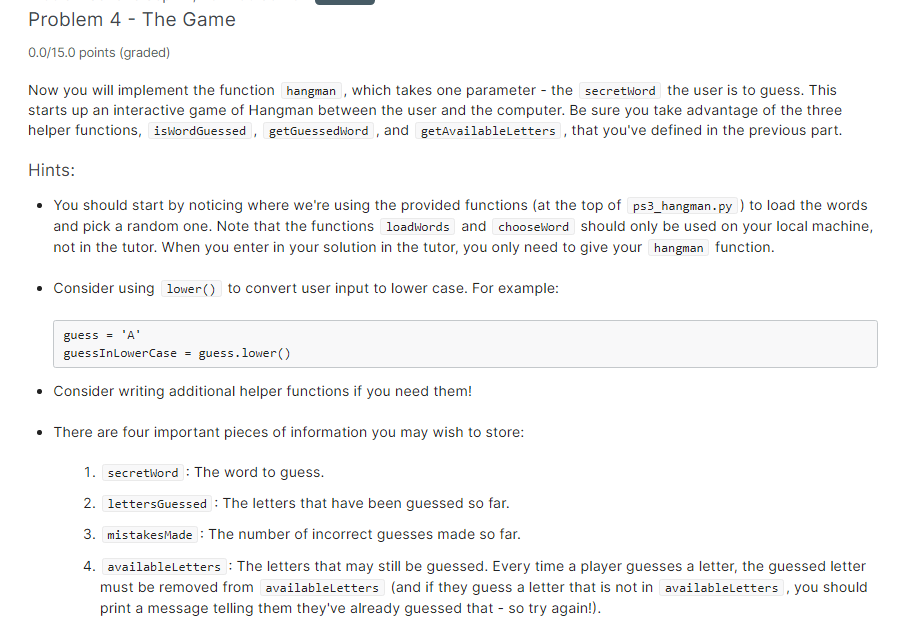 Problem 4 - The Game
0.0/15.0 points (graded)
Now you will implement the function hangman , which takes one parameter - the secretWord the user is to guess. This
starts up an interactive game of Hangman between the user and the computer. Be sure you take advantage of the three
helper functions, isWordGuessed , getGuessedWord , and getAvailableLetters , that you've defined in the previous part.
Hints:
• You should start by noticing where we're using the provided functions (at the top of ps3_hangman.py ) to load the words
and pick a random one. Note that the functions loadWords and chooseWord should only be used on your local machine,
not in the tutor. When you enter in your solution in the tutor, you only need to give your hangman function.
• Consider using lower() to convert user input to lower case. For example:
guess = 'A'
guessInLowerCase = guess.lower()
• Consider writing additional helper functions if you need them!
• There are four important pieces of information you may wish to store:
1. secretWord : The word to guess.
2. lettersGuessed : The letters that have been guessed so far.
3. mistakesMade : The number of incorrect guesses made so far.
4. availableLetters : The letters that may still be guessed. Every time a player guesses a letter, the guessed letter
must be removed from availableLetters (and if they guess a letter that is not in availableLetters , you should
print a message telling them they've already guessed that - so try again!).